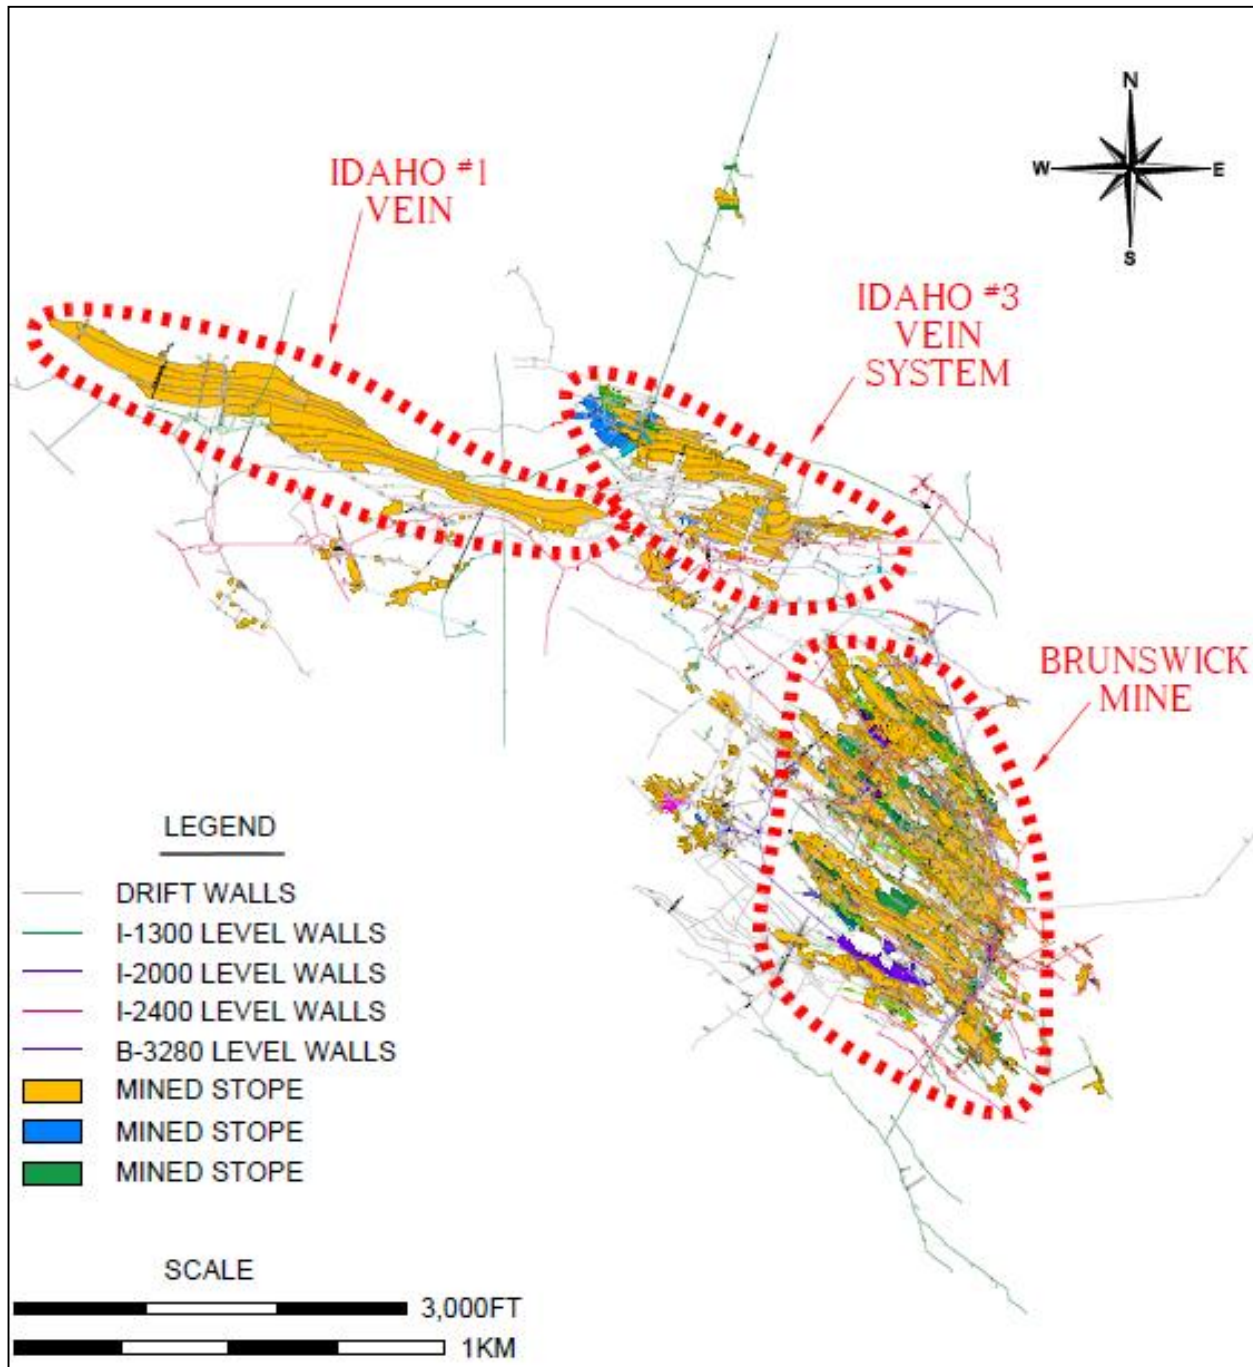 N
W
E
S
IDAHO #1
VEIN
IDAHO #3
VEIN
SYSTEM
BRUNSWICK
MINE
LEGEND
DRIFT WALLS
I-1300 LEVEL WALLS
I-2000 LEVEL WALLS
I-2400 LEVEL WALLS
B-3280 LEVEL WALLS
MINED STOPE
MINED STOPE
MINED STOPE
SCALE
3,000FT
1KM